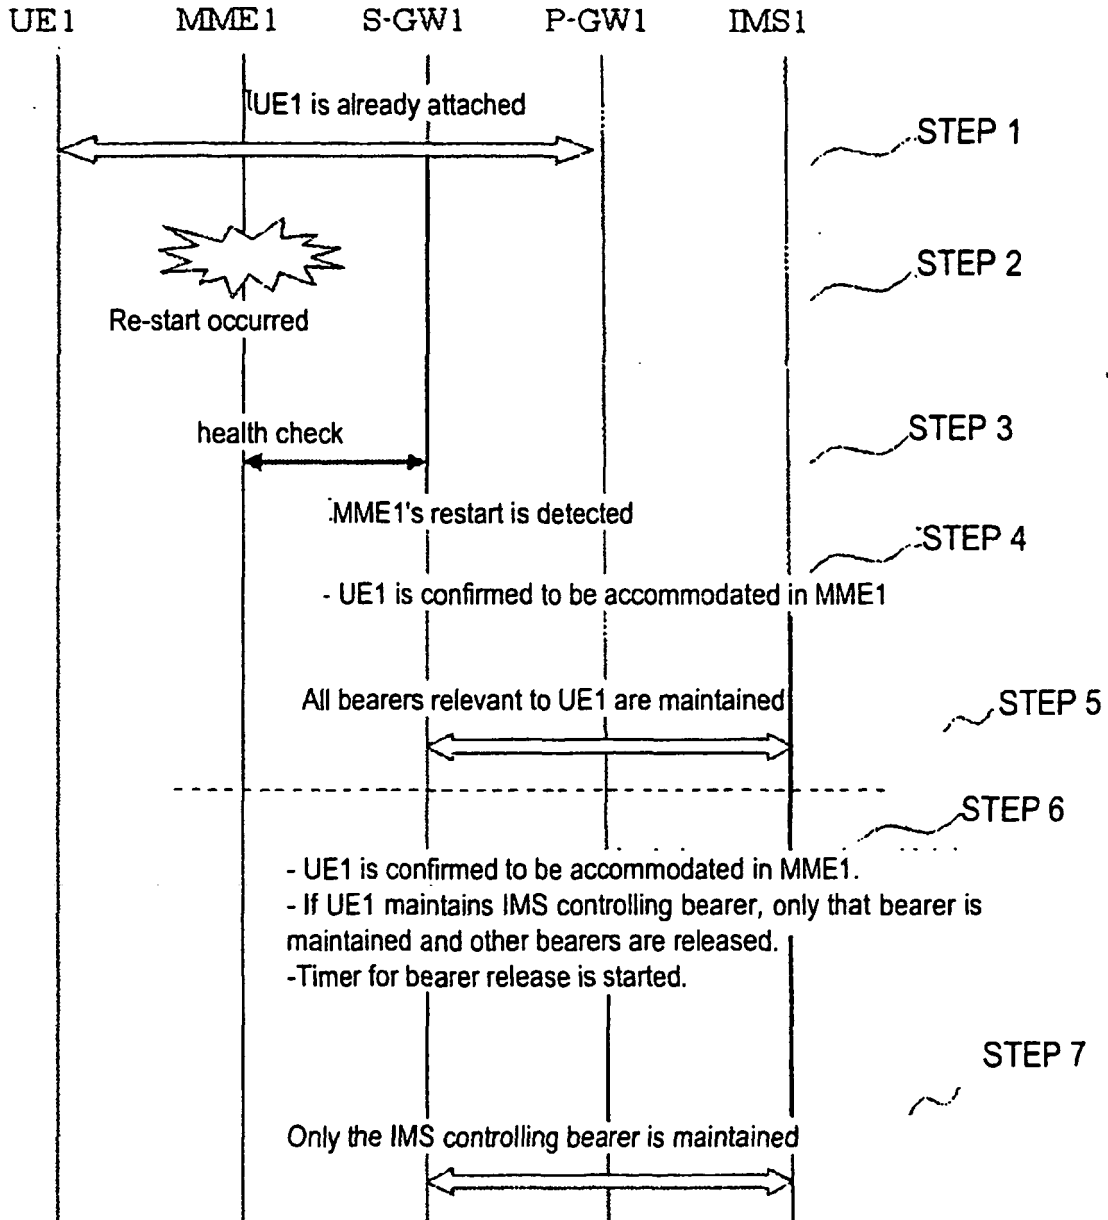 UE1 MME1 S-GW1 P-GW1 IMS1
UE1 is already attached
STEP 1
STEP 2
Re-start occurred
STEP 3
health check
MME1's restart is detected
STEP 4
- UE1 is confirmed to be accommodated in MME1
All bearers relevant to UE1 are maintained
STEP 5
STEP 6
- UE1 is confirmed to be accommodated in MME1.
- If UE1 maintains IMS controlling bearer, only that bearer is
maintained and other bearers are released.
-Timer for bearer release is started.
STEP 7
Only the IMS controlling bearer is maintained